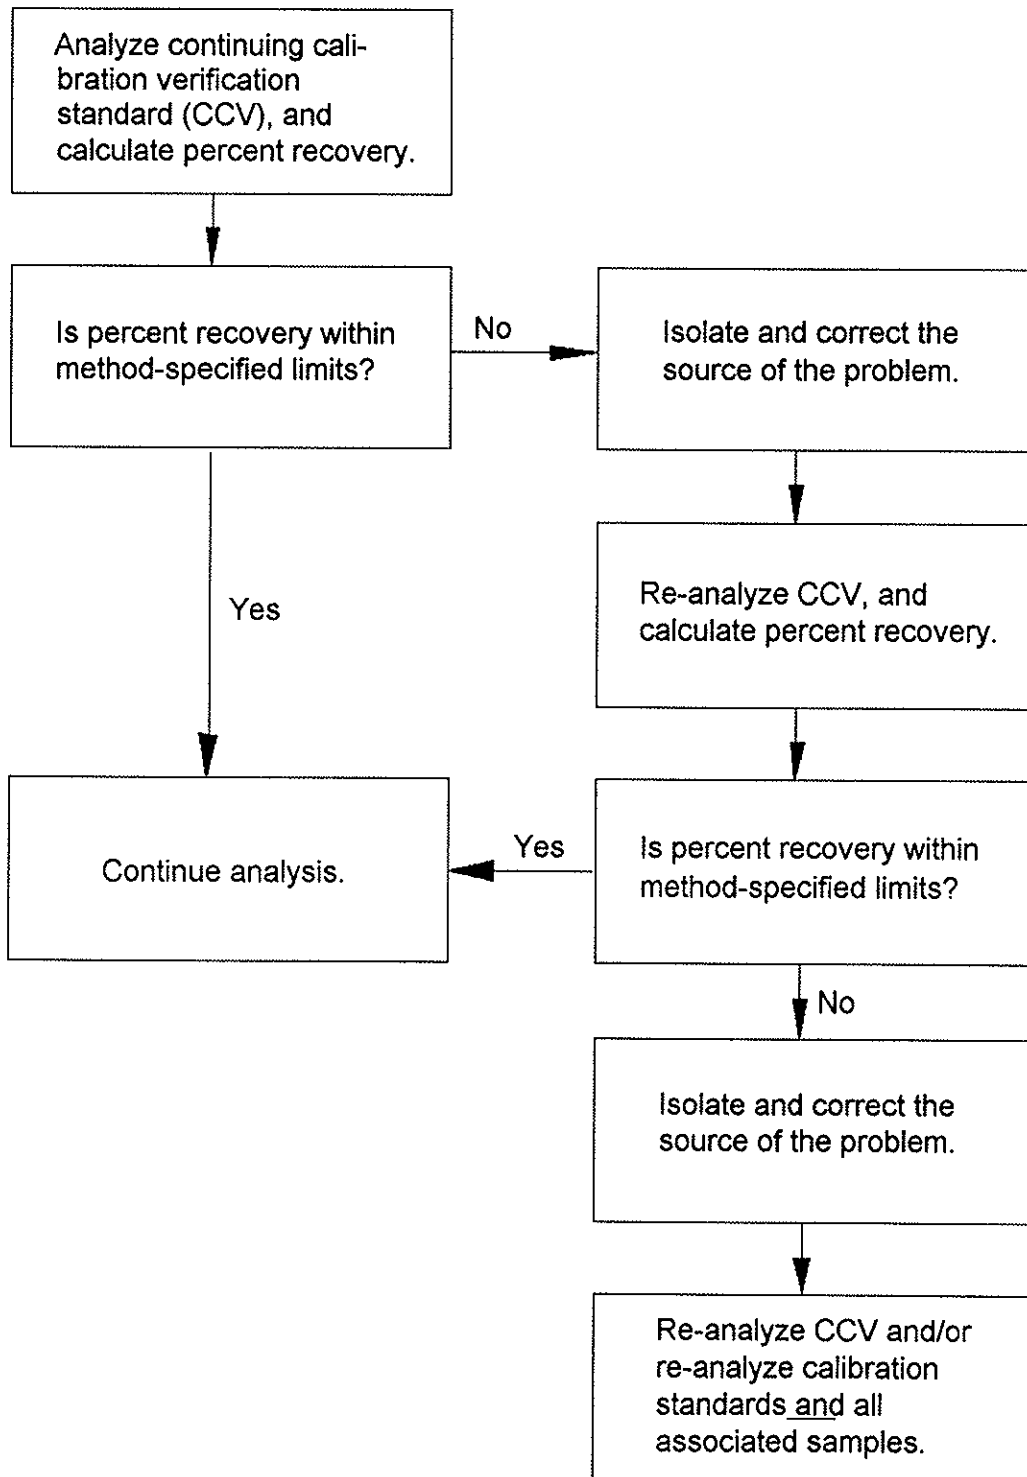 Analyze continuing cali-
bration verification
standard (CCV), and
calculate percent recovery.
Is percent recovery within
method-specified limits?
No
Isolate and correct the
source of the problem.
Yes
Re-analyze CCV, and
calculate percent recovery.
Continue analysis.
Yes
Is percent recovery within
method-specified limits?
No
Isolate and correct the
source of the problem.
Re-analyze CCV and/or
re-analyze calibration
standards and all
associated samples.